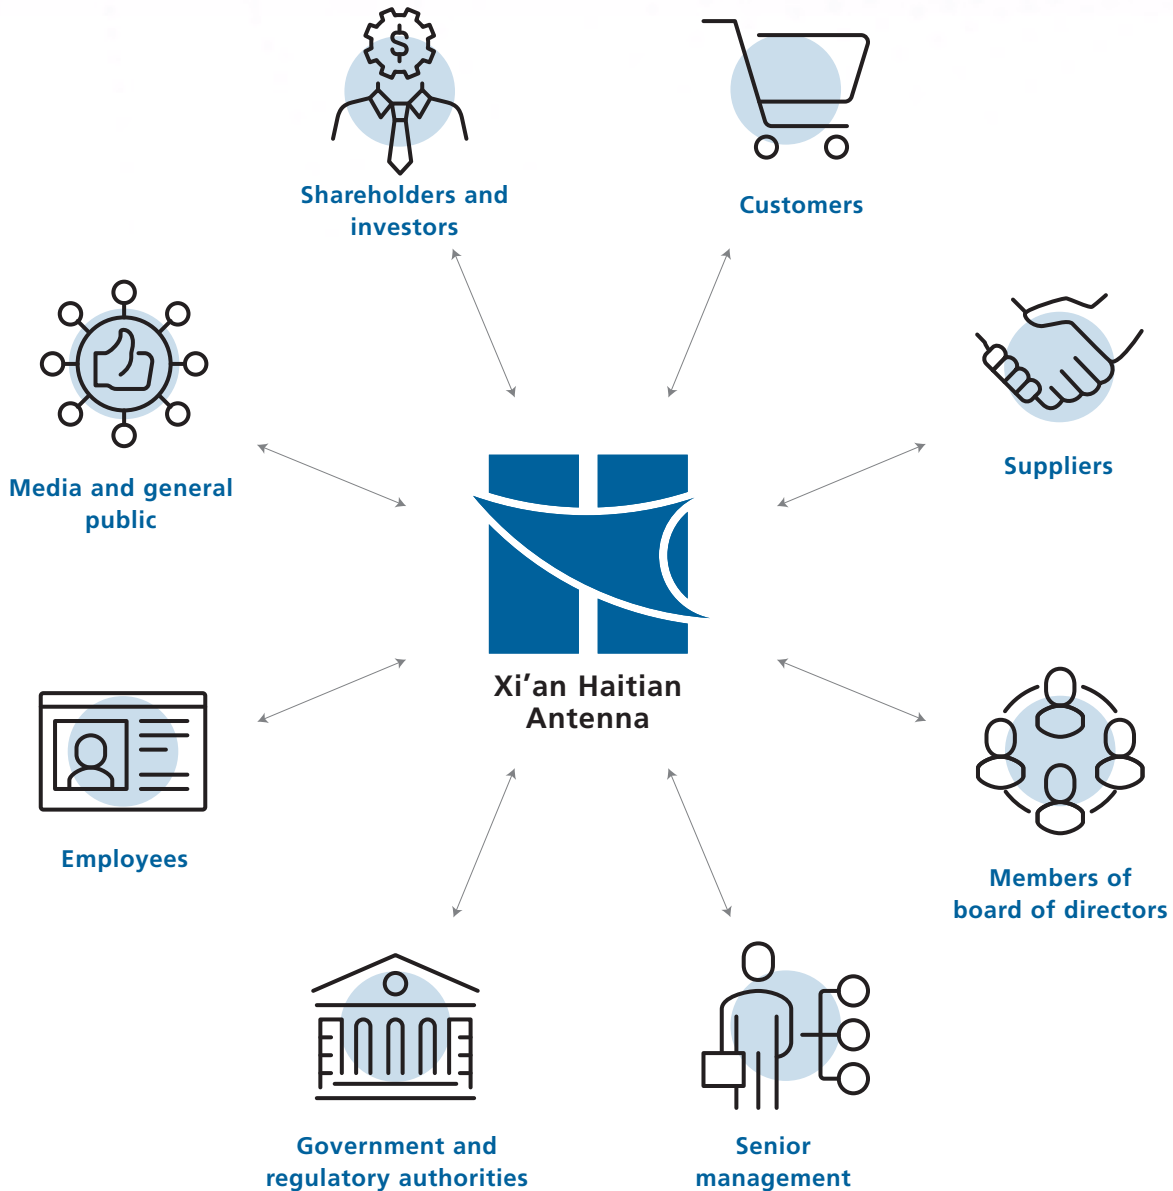 $
Shareholders and
investors
Customers
Media and general
public
Suppliers
Xi'an Haitian
Antenna
Employees
Members of
board of directors
Government and
regulatory authorities
Senior
management